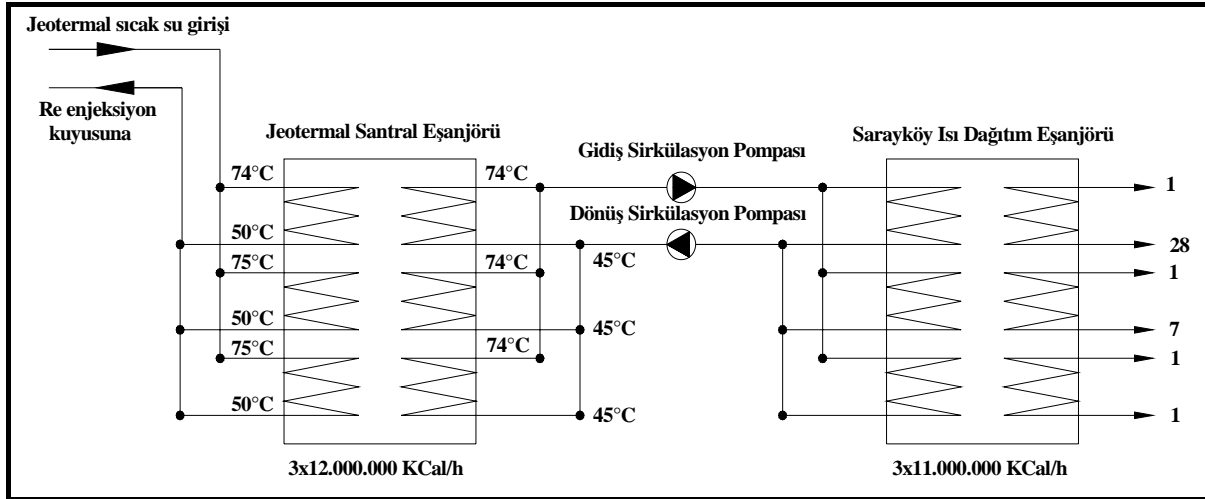 Jeotermal sıcak su girişi
Re enjeksiyon
kuyusuna
Jeotermal Santral Eşanjörü
Gidiş Sirkülasyon Pompası
Sarayköy Isı Dağıtım Eşanjörü
74°C
74°C
1
Dönüş Sirkülasyon Pompası
50°C
45°C
28
75°C
74°C
1
50°C
45°C
7
75°C
74°C
1
50°C
45°C
1
3x12.000.000 KCal/h
3x11.000.000 KCal/h